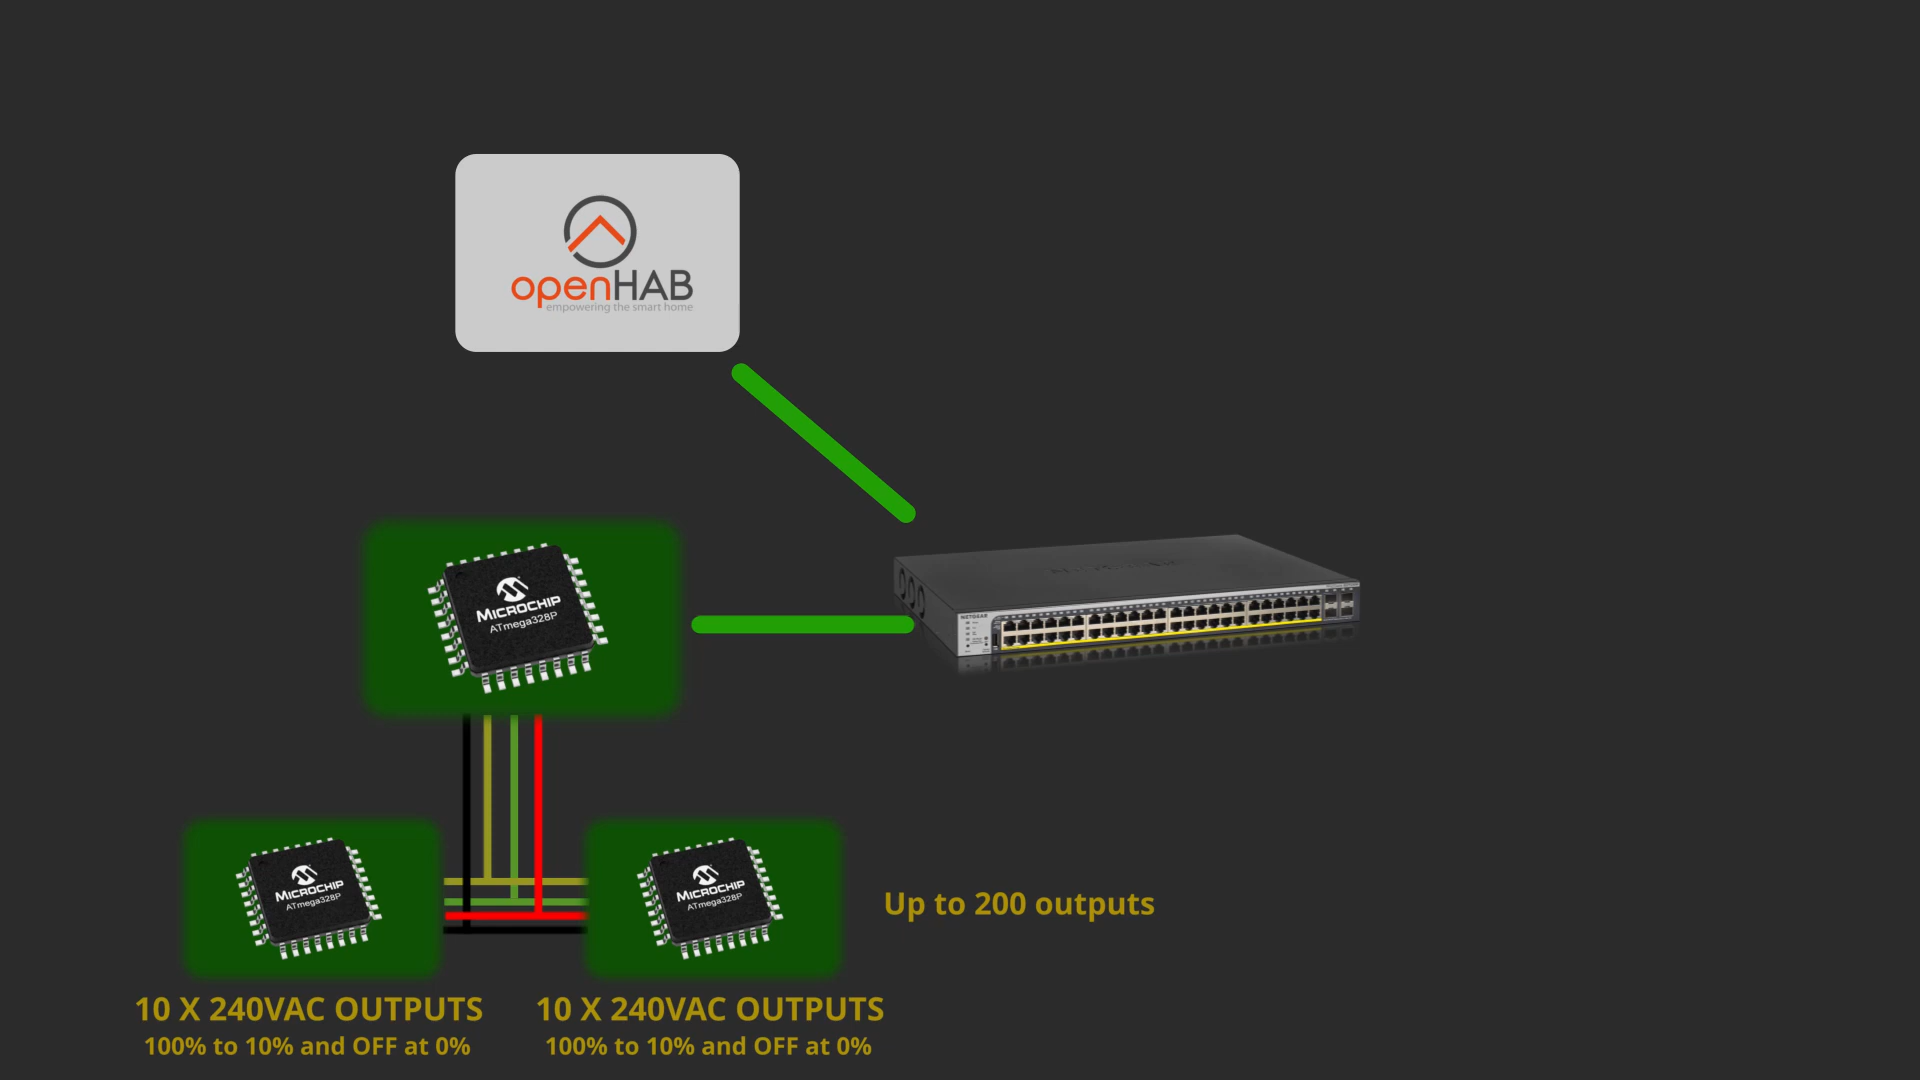 openHAB
empowering the smart home
MICROCHIP
ATmega328P
NETGEAR
MICROCHIP
ATmega328P
MICROCHIP
ATmega328P
Up to 200 outputs
10 X 240VAC OUTPUTS
100% to 10% and OFF at 0%
10 X 240VAC OUTPUTS
100% to 10% and OFF at 0%